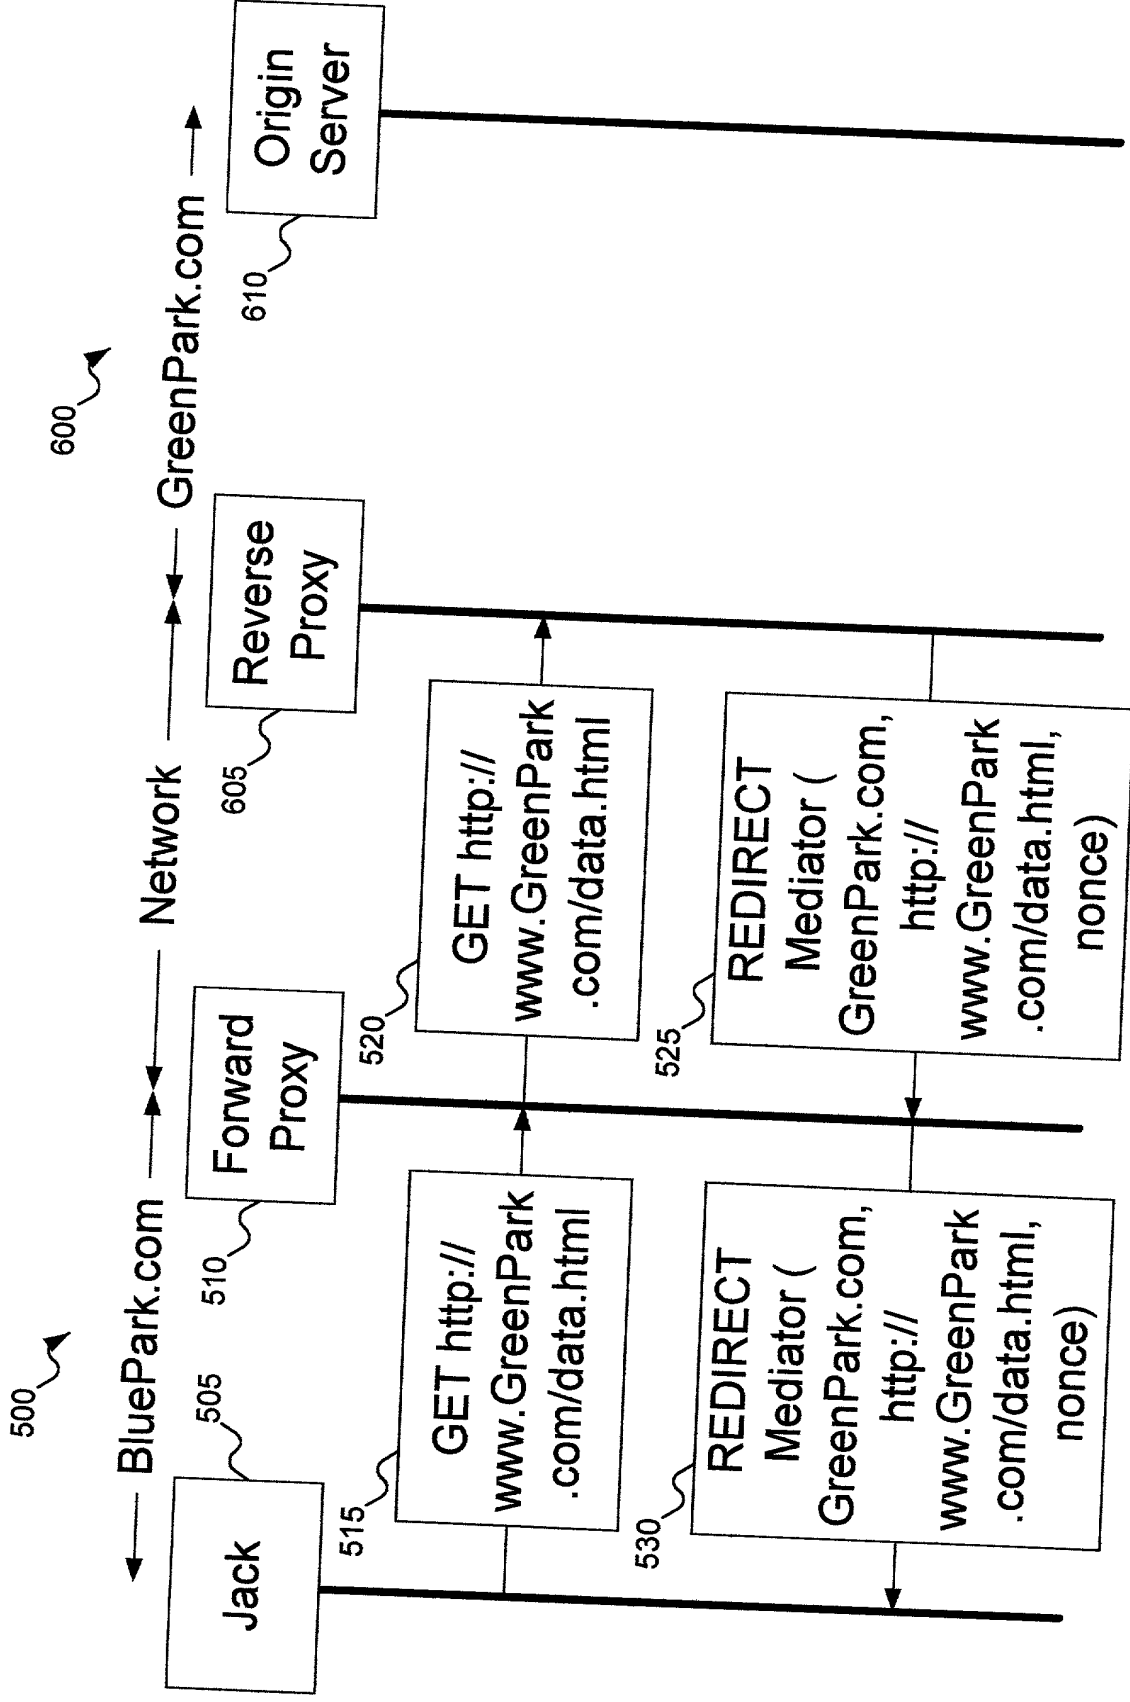 500
600
BluePark.com
Network
GreenPark.com
505
Jack
510
Forward
Proxy
605
Reverse
Proxy
610
Origin
Server
515
GET http://
www.GreenPark
.com/data.html
520
GET http://
www.GreenPark
.com/data.html
525
REDIRECT
Mediator (
GreenPark.com,
http://
www.GreenPark
.com/data.html,
nonce)
530
REDIRECT
Mediator (
GreenPark.com,
http://
www.GreenPark
.com/data.html,
nonce)